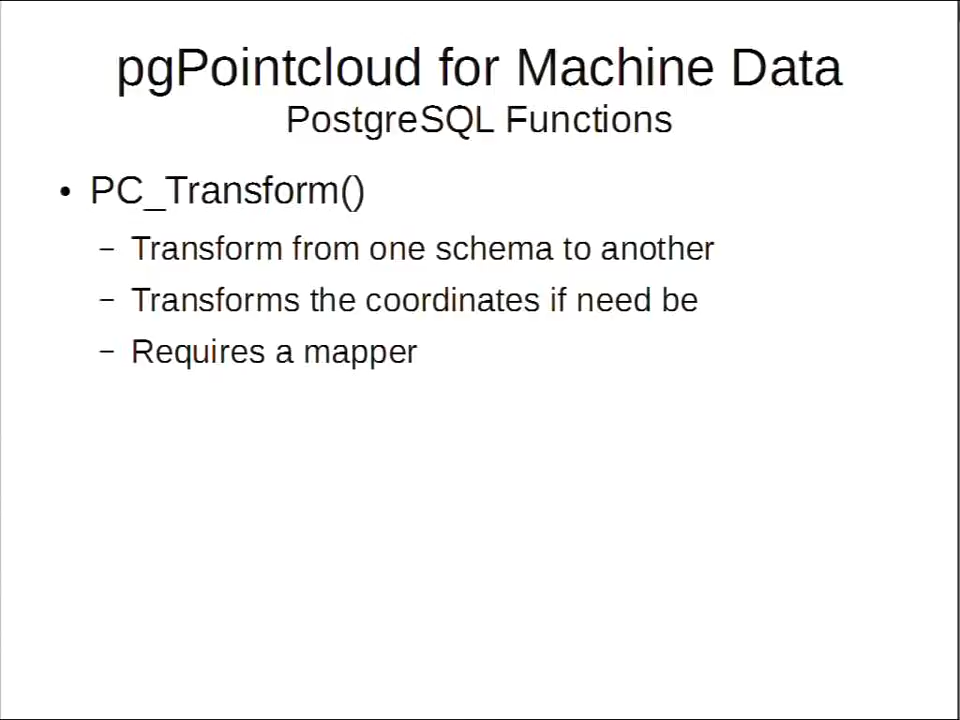 pgPointcloud for Machine Data
PostgreSQL Functions
• PC_Transform()
– Transform from one schema to another
– Transforms the coordinates if need be
– Requires a mapper